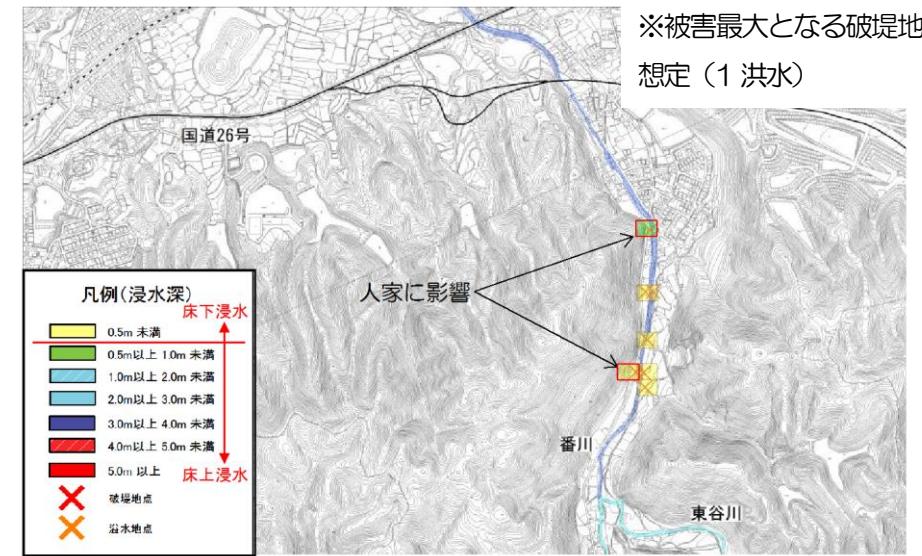 ※被害最大となる破堤地
想定（1 洪水）
国道26号
人家に影響
凡例(浸水深)
床下浸水
0.5m 未満
0.5m以上 1.0m 未満
1.0m以上 2.0m 未満
2.0m以上 3.0m 未満
3.0m以上 4.0m 未満
4.0m以上 5.0m 未満
5.0m 以上
床上浸水
破堤地点
溢水地点
番川
東谷川